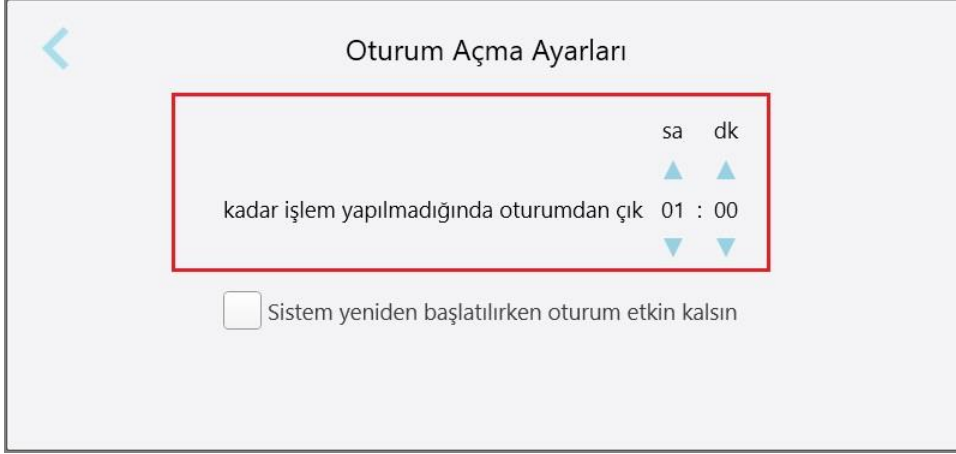 Oturum Açma Ayarları
sa dk
kadar işlem yapılmadığında oturumdan çık 01 : 00
Sistem yeniden başlatılırken oturum etkin kalsın